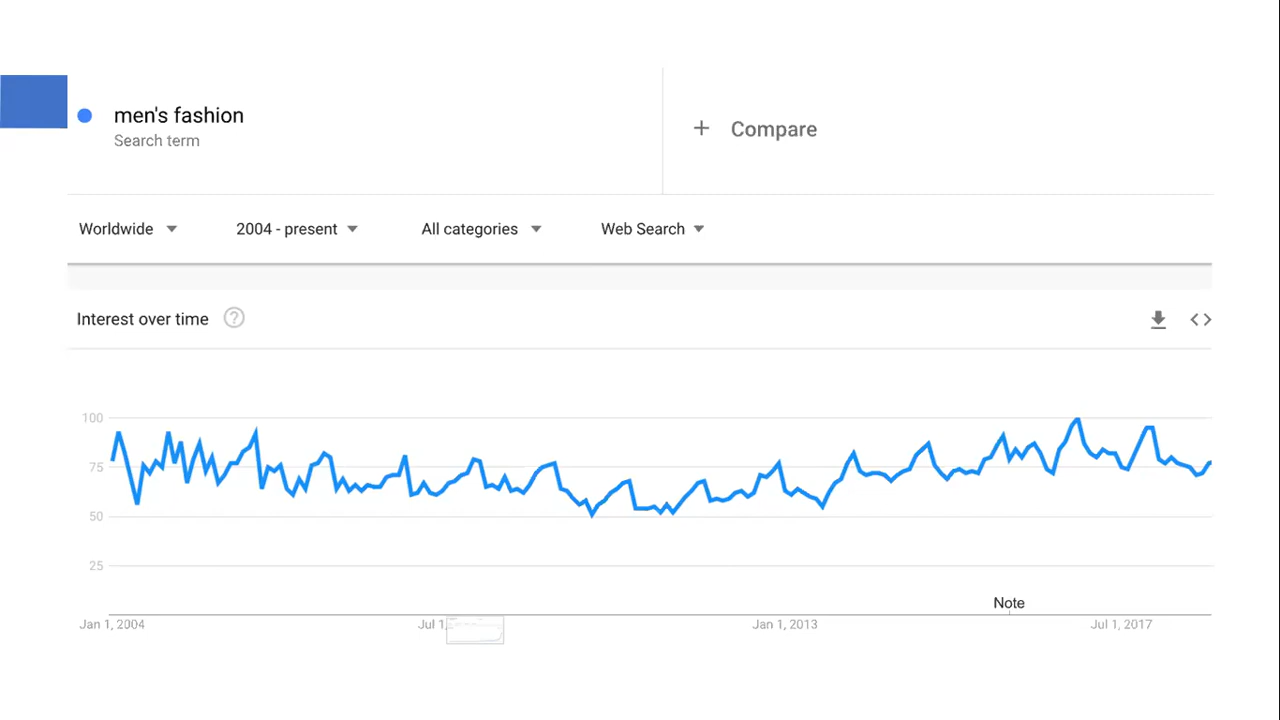 men's fashion
Search term
+ Compare
Worldwide
2004 - present
All categories
Web Search
Interest over time ?
100
75
50
25
Note
Jan 1, 2004
Jul 1,
Jan 1, 2013
Jul 1, 2017